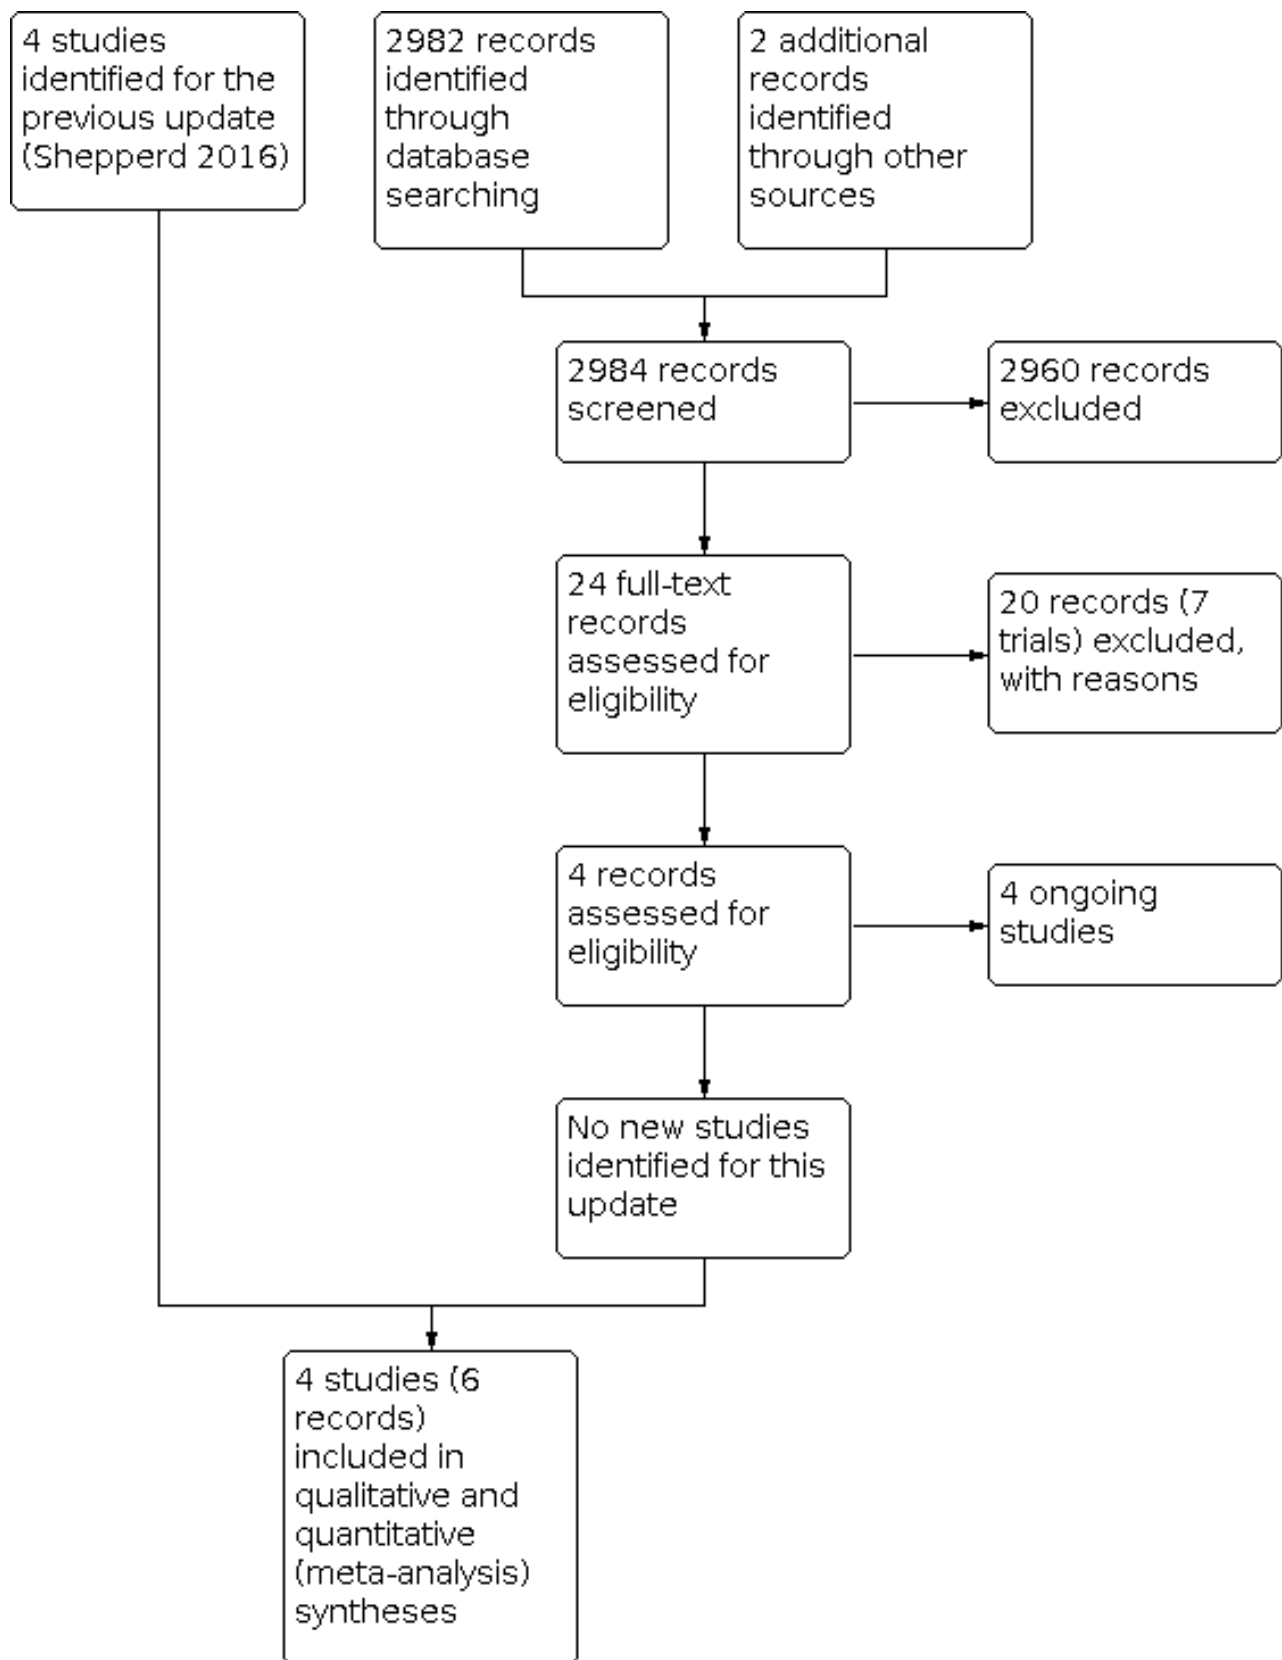 4 studies
identified for the
previous update
(Shepperd 2016)
2982 records
identified
through
database
searching
2 additional
records
identified
through other
sources
2984 records
screened
2960 records
excluded
24 full-text
records
assessed for
eligibility
20 records (7
trials) excluded,
with reasons
4 records
assessed for
eligibility
4 ongoing
studies
No new studies
identified for this
update
4 studies (6
records)
included in
qualitative and
quantitative
(meta-analysis)
syntheses